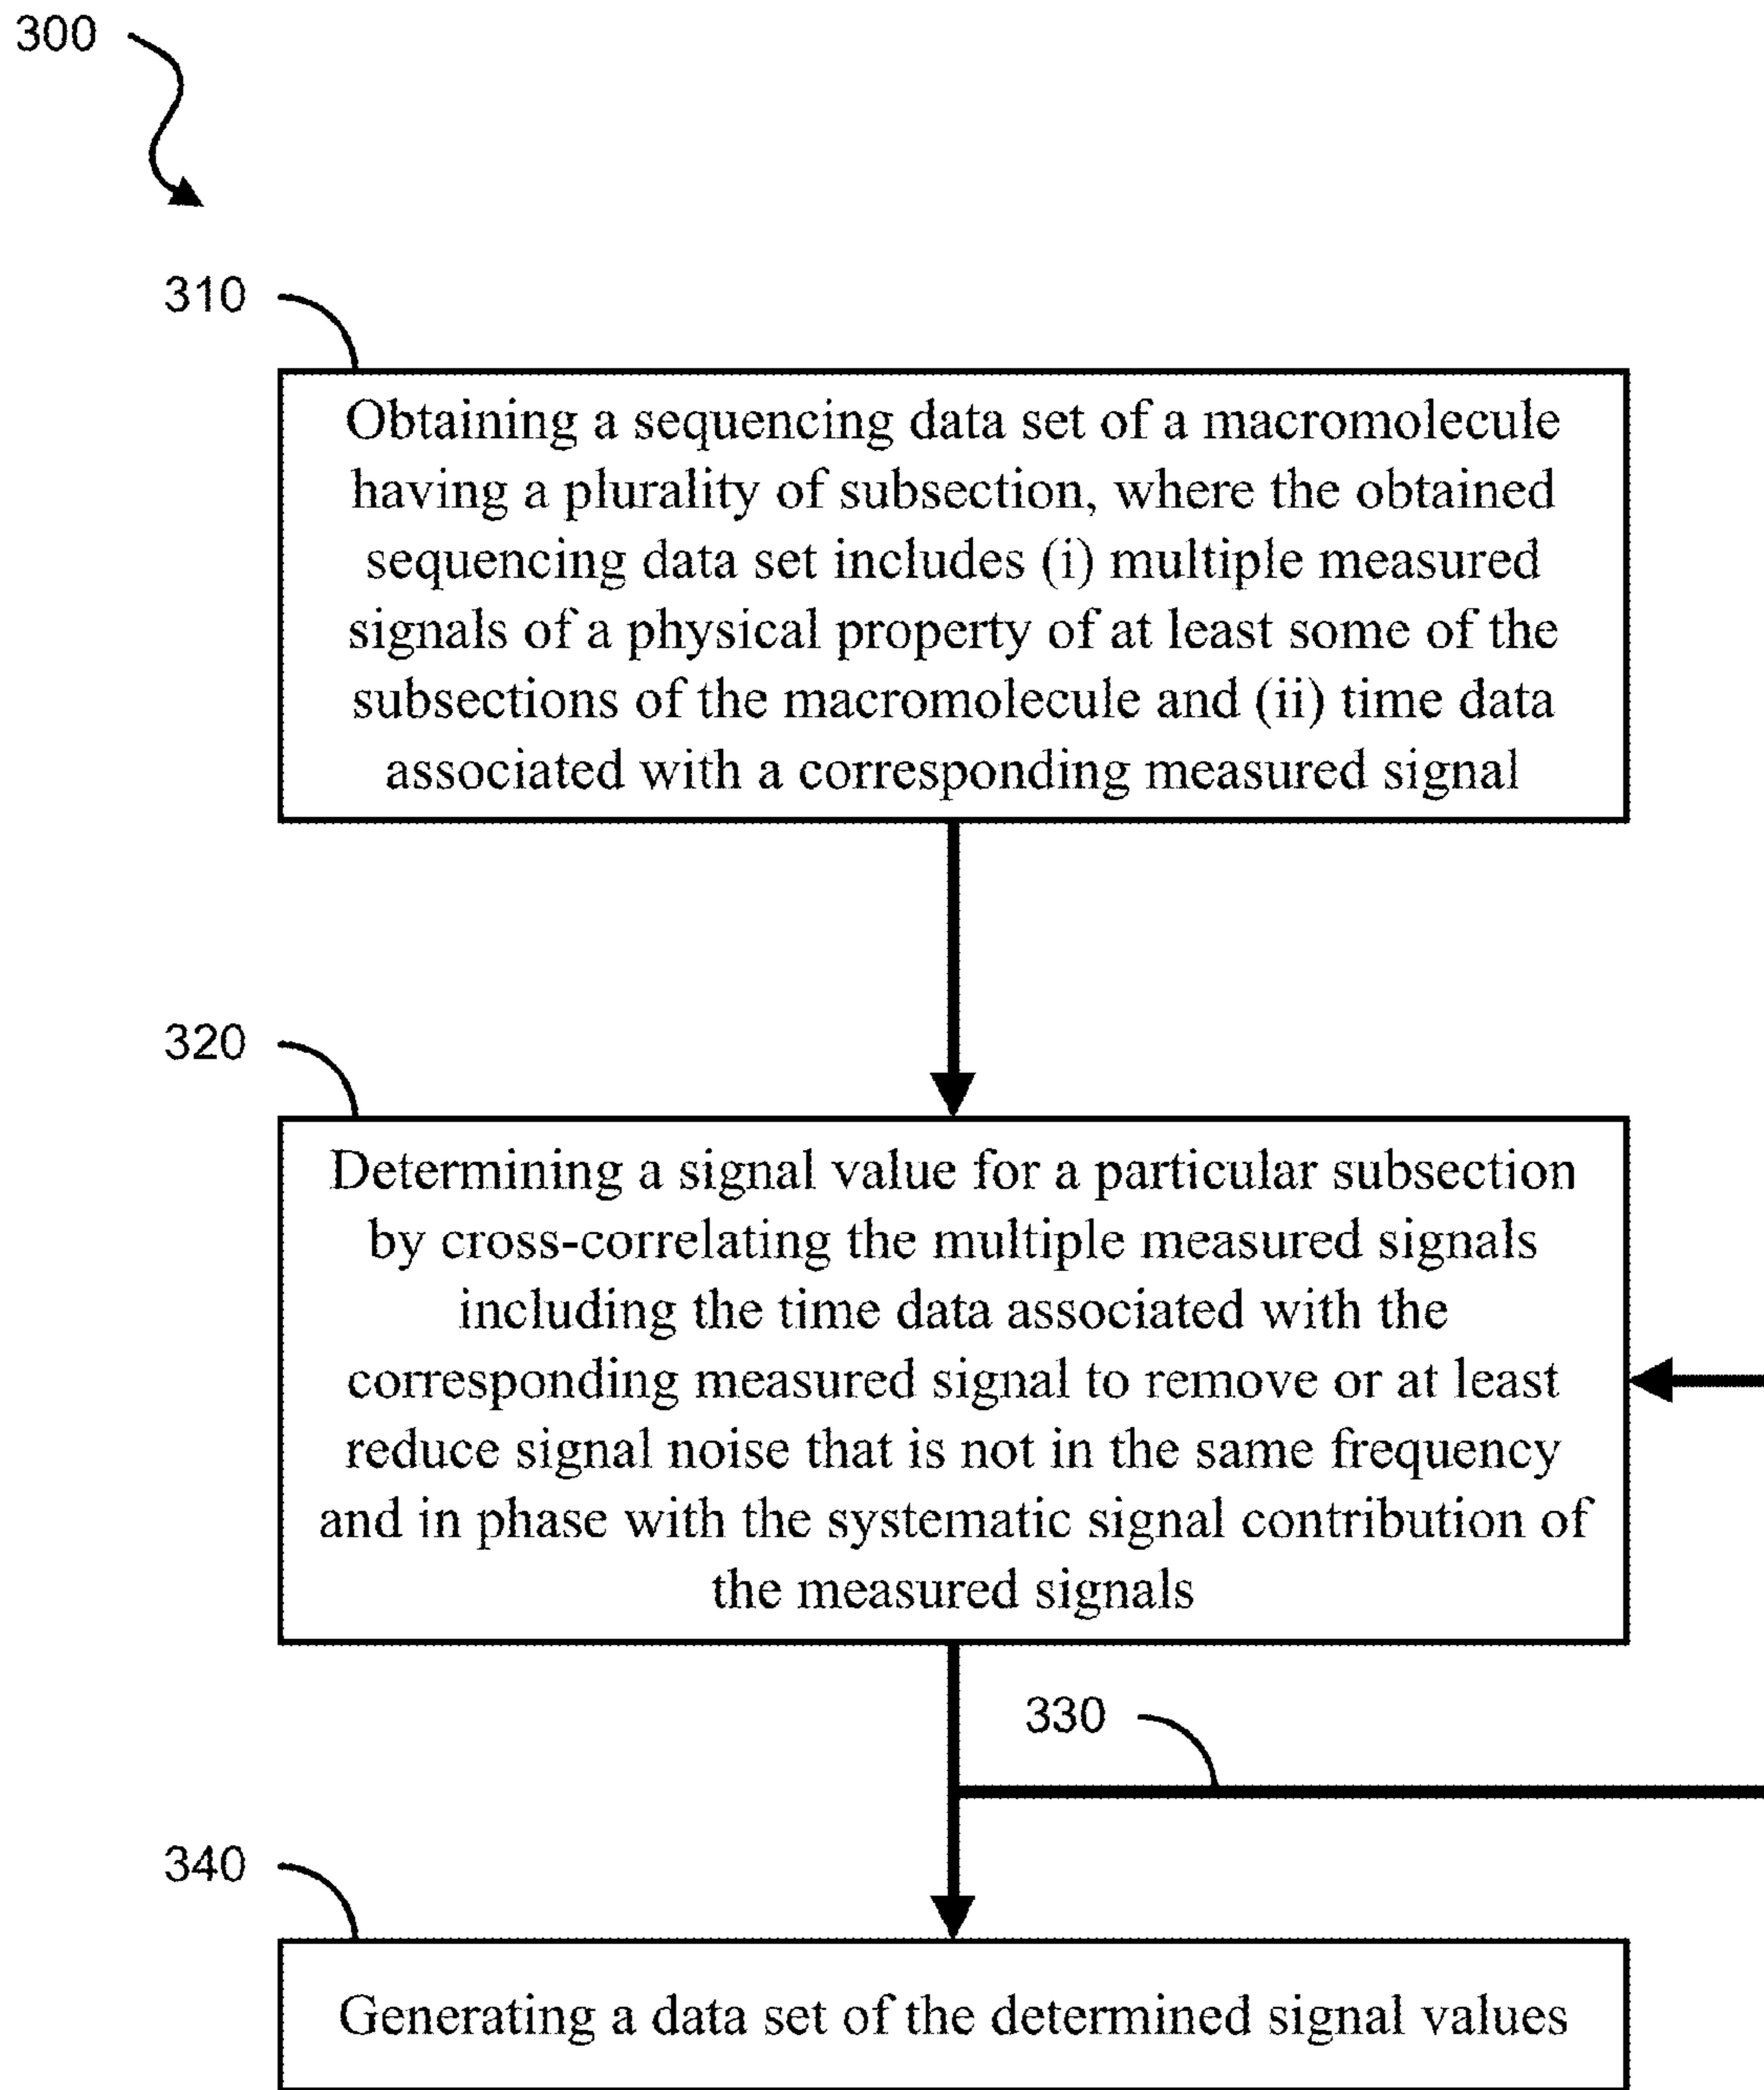 300
310
Obtaining a sequencing data set of a macromolecule
having a plurality of subsection, where the obtained
sequencing data set includes (i) multiple measured
signals of a physical property of at least some of the
subsections of the macromolecule and (ii) time data
associated with a corresponding measured signal
320
Determining a signal value for a particular subsection
by cross-correlating the multiple measured signals
including the time data associated with the
corresponding measured signal to remove or at least
reduce signal noise that is not in the same frequency
and in phase with the systematic signal contribution of
the measured signals
330
340
Generating a data set of the determined signal values